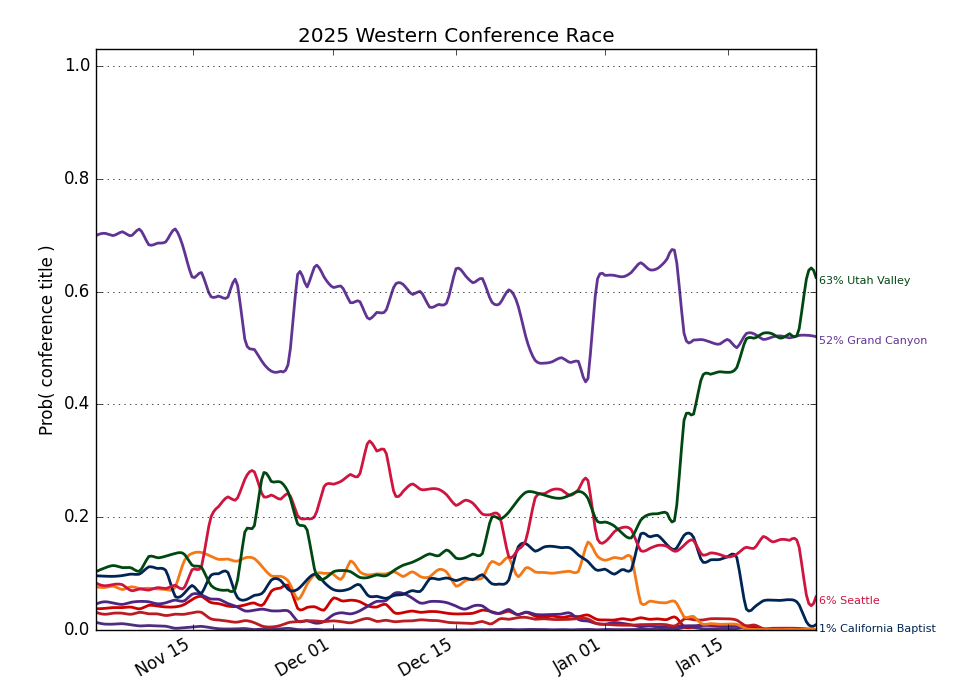 2025 Western Conference Race
Prob( conference title )
1.0
0.8
0.6
0.4
0.2
0.0
63% Utah Valley
52% Grand Canyon
6% Seattle
1% California Baptist
Nov 15
Dec 01
Dec 15
Jan 01
Jan 15